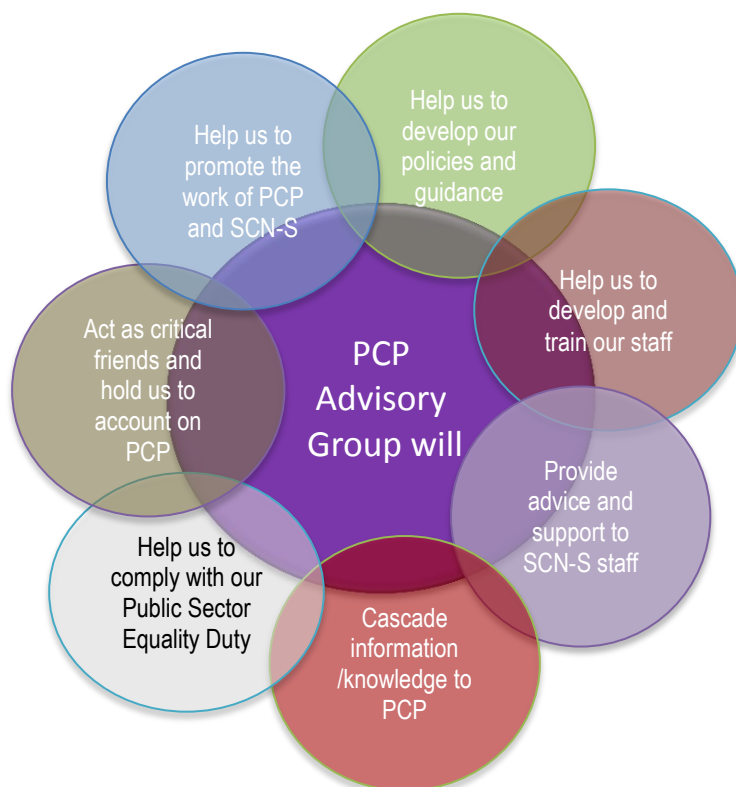 Help us to
develop our
policies and
guidance
Help us to
promote the
work of PCP
and SCN-S
Help us to
develop and
train our staff
Act as critical
friends and
hold us to
account on
PCP
PCP
Advisory
Group will
Provide
advice and
support to
SCN-S staff
Help us to
comply with our
Public Sector
Equality Duty
Cascade
information
/knowledge to
PCP